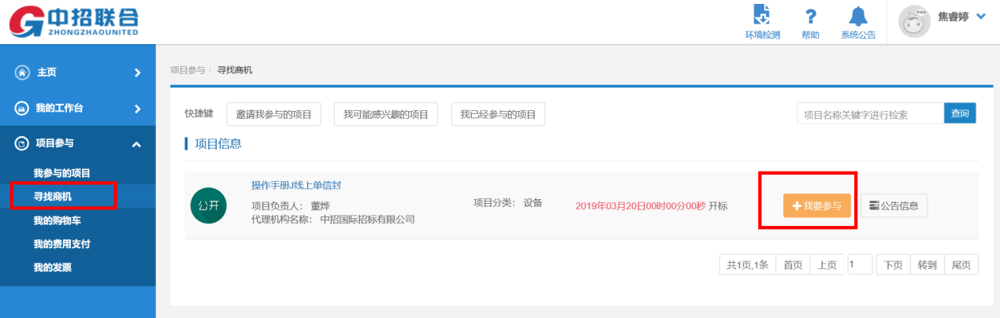 中招联合
ZHONGZHAOUNITED
环境检测
帮助
系统公告
焦睿婷
主页
我的工作台
项目参与
我参与的项目
寻找商机
我的购物车
我的费用支付
我的发票
项目参与 / 寻找商机
快捷键
邀请我参与的项目
我可能感兴趣的项目
我已经参与的项目
项目名称关键字进行检索
查询
项目信息
公开
操作手册J线上单信封
项目负责人： 董烨
代理机构名称： 中招国际招标有限公司
项目分类： 设备
2019年03月20日00时00分00秒 开标
我要参与
公告信息
共1页,1条
首页
上页
1
下页
转到
尾页